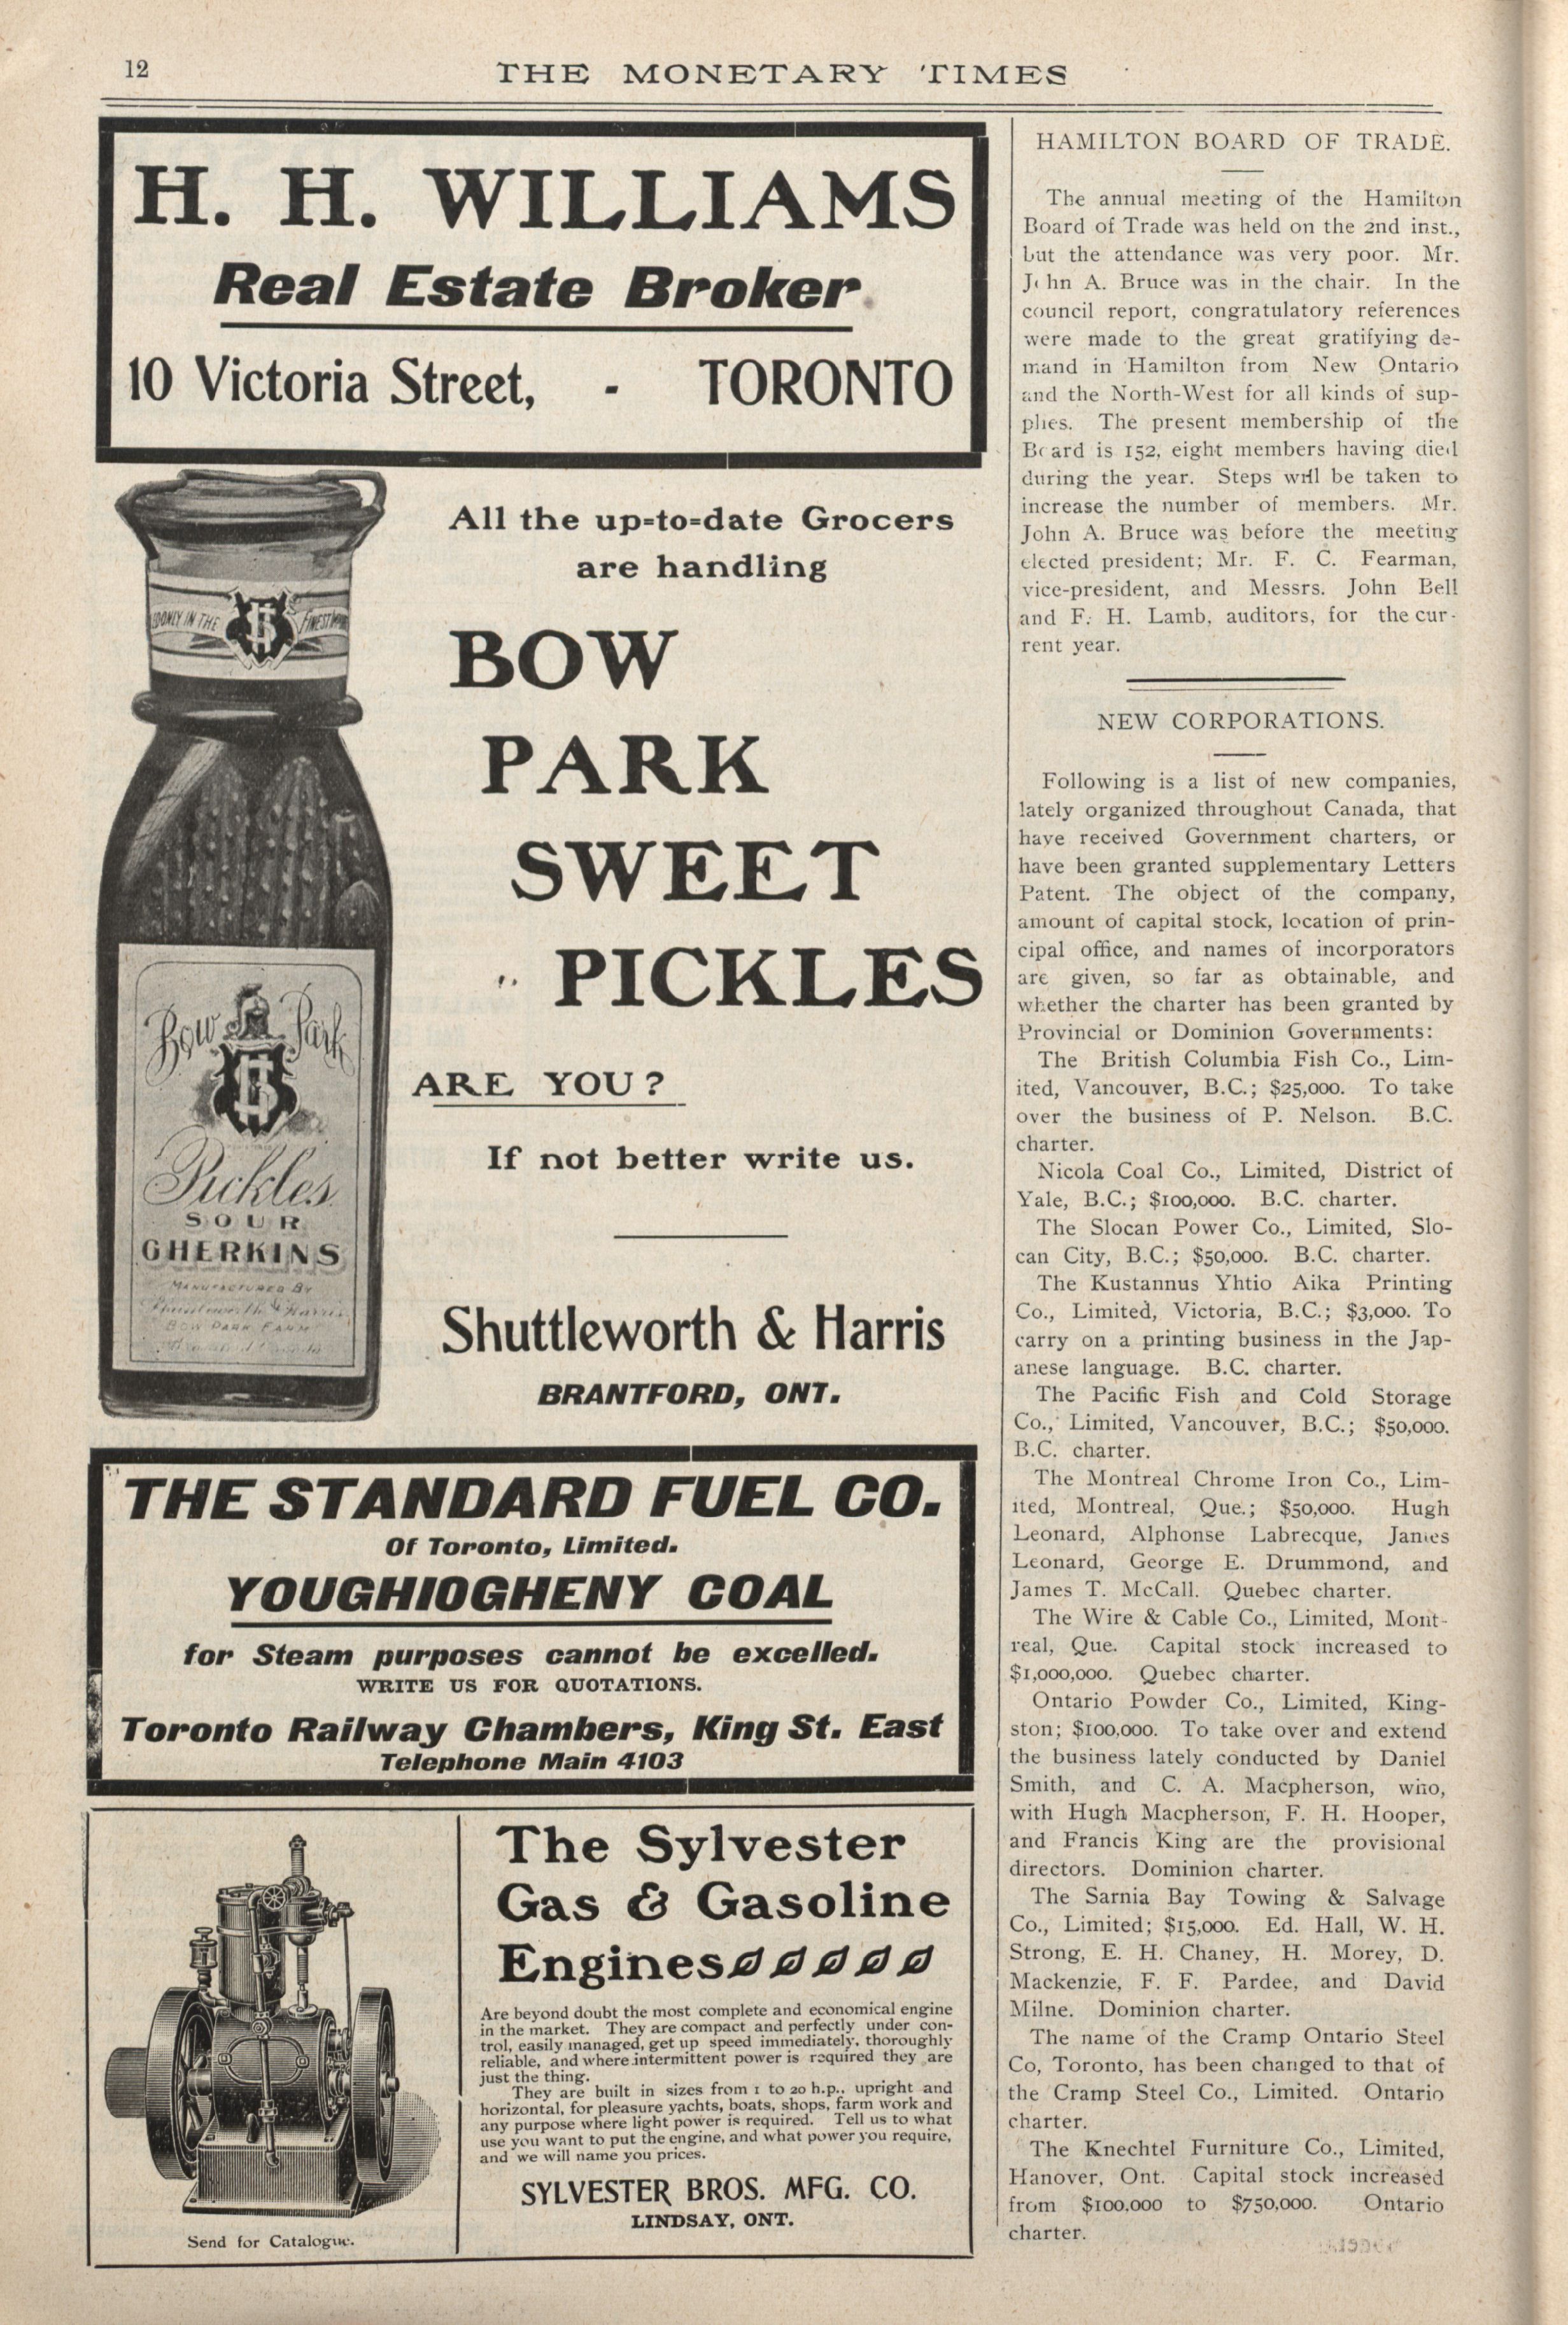 12
THE MONETARY TIMES
H. H. WILLIAMS
Real Estate Broker
10 Victoria Street, - TORONTO
ONLY IN THE
FINEST
Bow Park
Pickles
SOUR
GHERKINS
MANUFACTURED BY
Shuttleworth & Harris
BOW PARK FARM
All the up=to=date Grocers
are handling
BOW
PARK
SWEET
PICKLES
ARE YOU?
If not better write us.
Shuttleworth & Harris
BRANTFORD, ONT.
THE STANDARD FUEL CO.
Of Toronto, Limited.
YOUGHIOGHENY COAL
for Steam purposes cannot be excelled.
WRITE US FOR QUOTATIONS.
Toronto Railway Chambers, King St. East
Telephone Main 4103
Send for Catalogue.
The Sylvester
Gas & Gasoline
Engines
Are beyond doubt the most complete and economical engine
in the market. They are compact and perfectly under con-
trol, easily managed, get up speed immediately, thoroughly
reliable, and where intermittent power is required they are
just the thing.
They are built in sizes from 1 to 20 h.p., upright and
horizontal, for pleasure yachts, boats, shops, farm work and
any purpose where light power is required. Tell us to what
use you want to put the engine, and what power you require,
and we will name you prices.
SYLVESTER BROS. MFG. CO.
LINDSAY, ONT.
HAMILTON BOARD OF TRADE.
The annual meeting of the Hamilton
Board of Trade was held on the 2nd inst.,
but the attendance was very poor. Mr.
John A. Bruce was in the chair. In the
council report, congratulatory references
were made to the great gratifying de-
mand in Hamilton from New Ontario
and the North-West for all kinds of sup-
plies. The present membership of the
Board is 152, eight members having died
during the year. Steps will be taken to
increase the number of members. Mr.
John A. Bruce was before the meeting
elected president; Mr. F. C. Fearman,
vice-president, and Messrs. John Bell
and F. H. Lamb, auditors, for the cur-
rent year.
NEW CORPORATIONS.
Following is a list of new companies,
lately organized throughout Canada, that
have received Government charters, or
have been granted supplementary Letters
Patent. The object of the company,
amount of capital stock, location of prin-
cipal office, and names of incorporators
are given, so far as obtainable, and
whether the charter has been granted by
Provincial or Dominion Governments:
The British Columbia Fish Co., Lim-
ited, Vancouver, B.C.; $25,000. To take
over the business of P. Nelson. B.C.
charter.
Nicola Coal Co., Limited, District of
Yale, B.C.; $100,000. B.C. charter.
The Slocan Power Co., Limited, Slo-
can City, B.C.; $50,000. B.C. charter.
The Kustannus Yhtio Aika Printing
Co., Limited, Victoria, B.C.; $3,000. To
carry on a printing business in the Jap-
anese language. B.C. charter.
The Pacific Fish and Cold Storage
Co., Limited, Vancouver, B.C.; $50,000.
B.C. charter.
The Montreal Chrome Iron Co., Lim-
ited, Montreal, Que.; $50,000. Hugh
Leonard, Alphonse Labrecque, James
Leonard, George E. Drummond, and
James T. McCall. Quebec charter.
The Wire & Cable Co., Limited, Mont-
real, Que. Capital stock increased to
$1,000,000. Quebec charter.
Ontario Powder Co., Limited, King-
ston; $100,000. To take over and extend
the business lately conducted by Daniel
Smith, and C. A. Macpherson, who,
with Hugh Macpherson, F. H. Hooper,
and Francis King are the provisional
directors. Dominion charter.
The Sarnia Bay Towing & Salvage
Co., Limited; $15,000. Ed. Hall, W. H.
Strong, E. H. Chaney, H. Morey, D.
Mackenzie, F. F. Pardee, and David
Milne. Dominion charter.
The name of the Cramp Ontario Steel
Co, Toronto, has been changed to that of
the Cramp Steel Co., Limited. Ontario
charter.
The Knechtel Furniture Co., Limited,
Hanover, Ont. Capital stock increased
from $100,000 to $750,000. Ontario
charter.